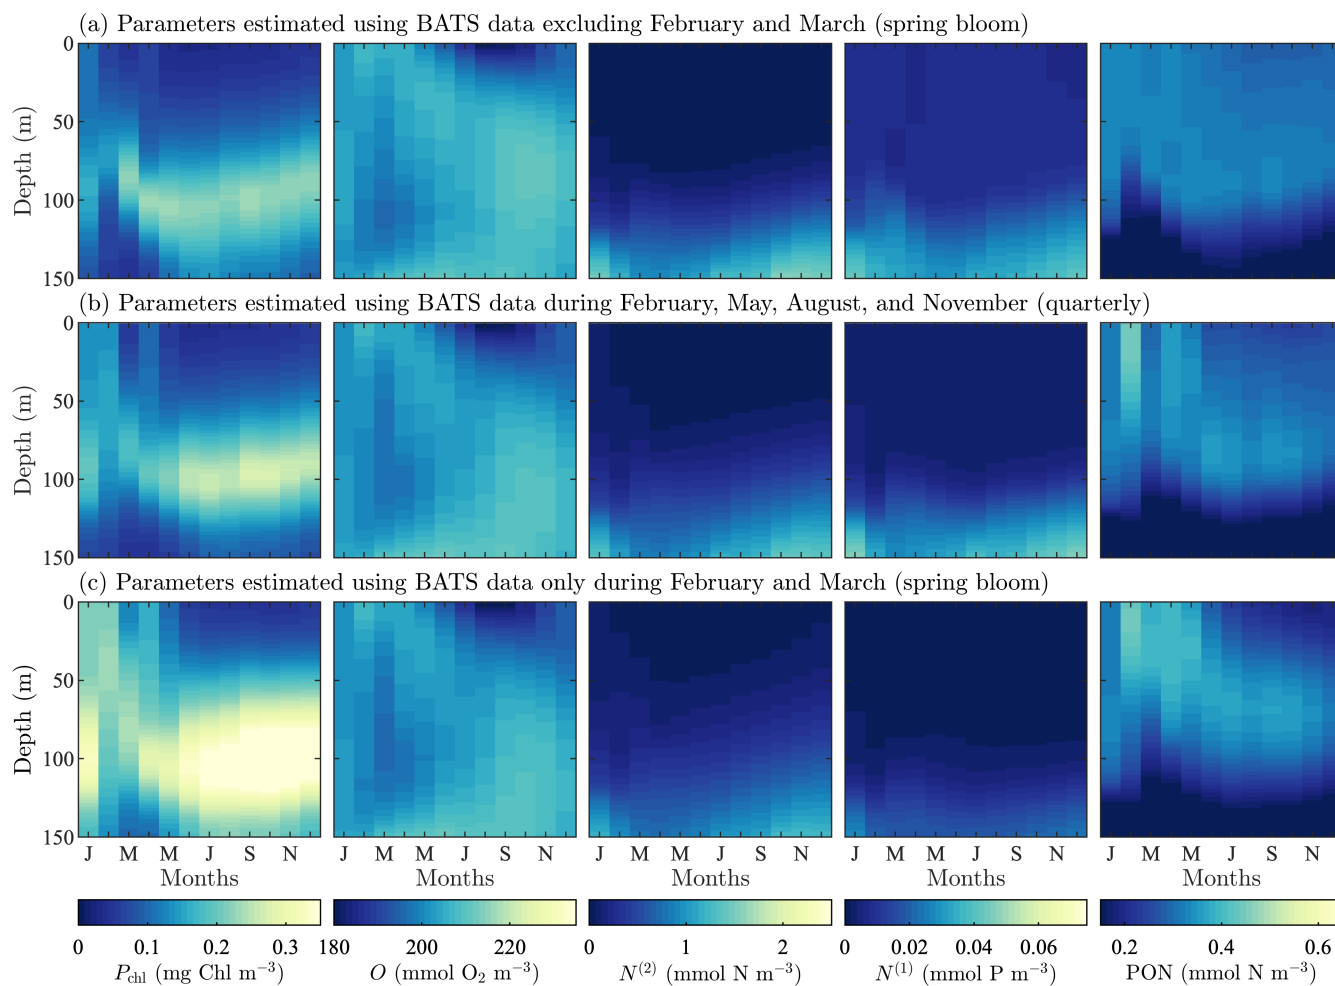 (a) Parameters estimated using BATS data excluding February and March (spring bloom)
0
50
100
150
Depth (m)
(b) Parameters estimated using BATS data during February, May, August, and November (quarterly)
0
50
100
150
Depth (m)
(c) Parameters estimated using BATS data only during February and March (spring bloom)
0
50
100
150
Depth (m)
J M M J S N J M M J S N J M M J S N J M M J S N J M M J S N
Months Months Months Months Months
0 0.1 0.2 0.3 180 200 220 0 1 2 0 0.02 0.04 0.06 0.2 0.4 0.6
P_chl (mg Chl m⁻³) O (mmol O₂ m⁻³) N⁽²⁾ (mmol N m⁻³) N⁽¹⁾ (mmol P m⁻³) PON (mmol N m⁻³)